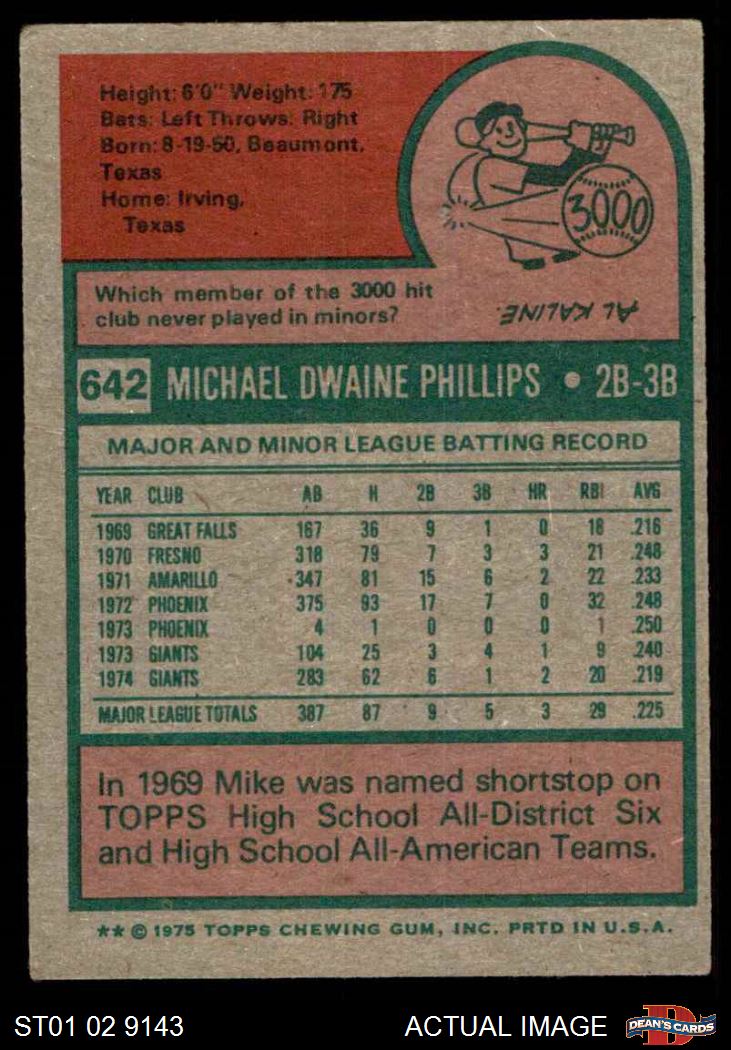 Height: 6'0" Weight: 175
Bats: Left Throws: Right
Born: 8-19-50, Beaumont,
Texas
Home: Irving,
Texas
3000
Which member of the 3000 hit
club never played in minors?
AL KALINE.
642 MICHAEL DWAINE PHILLIPS • 2B-3B
MAJOR AND MINOR LEAGUE BATTING RECORD
YEAR CLUB AB H 2B 3B HR RBI AVG
1969 GREAT FALLS 167 36 9 1 0 18 .216
1970 FRESNO 318 79 7 3 3 21 .248
1971 AMARILLO 347 81 15 6 2 22 .233
1972 PHOENIX 375 93 17 7 0 32 .248
1973 PHOENIX 4 1 0 0 0 1 .250
1973 GIANTS 104 25 3 4 1 9 .240
1974 GIANTS 283 62 6 1 2 20 .219
MAJOR LEAGUE TOTALS 387 87 9 5 3 29 .225
In 1969 Mike was named shortstop on
TOPPS High School All-District Six
and High School All-American Teams.
** © 1975 TOPPS CHEWING GUM, INC. PRTD IN U.S.A.
ST01 02 9143 ACTUAL IMAGE DEAN'S CARDS